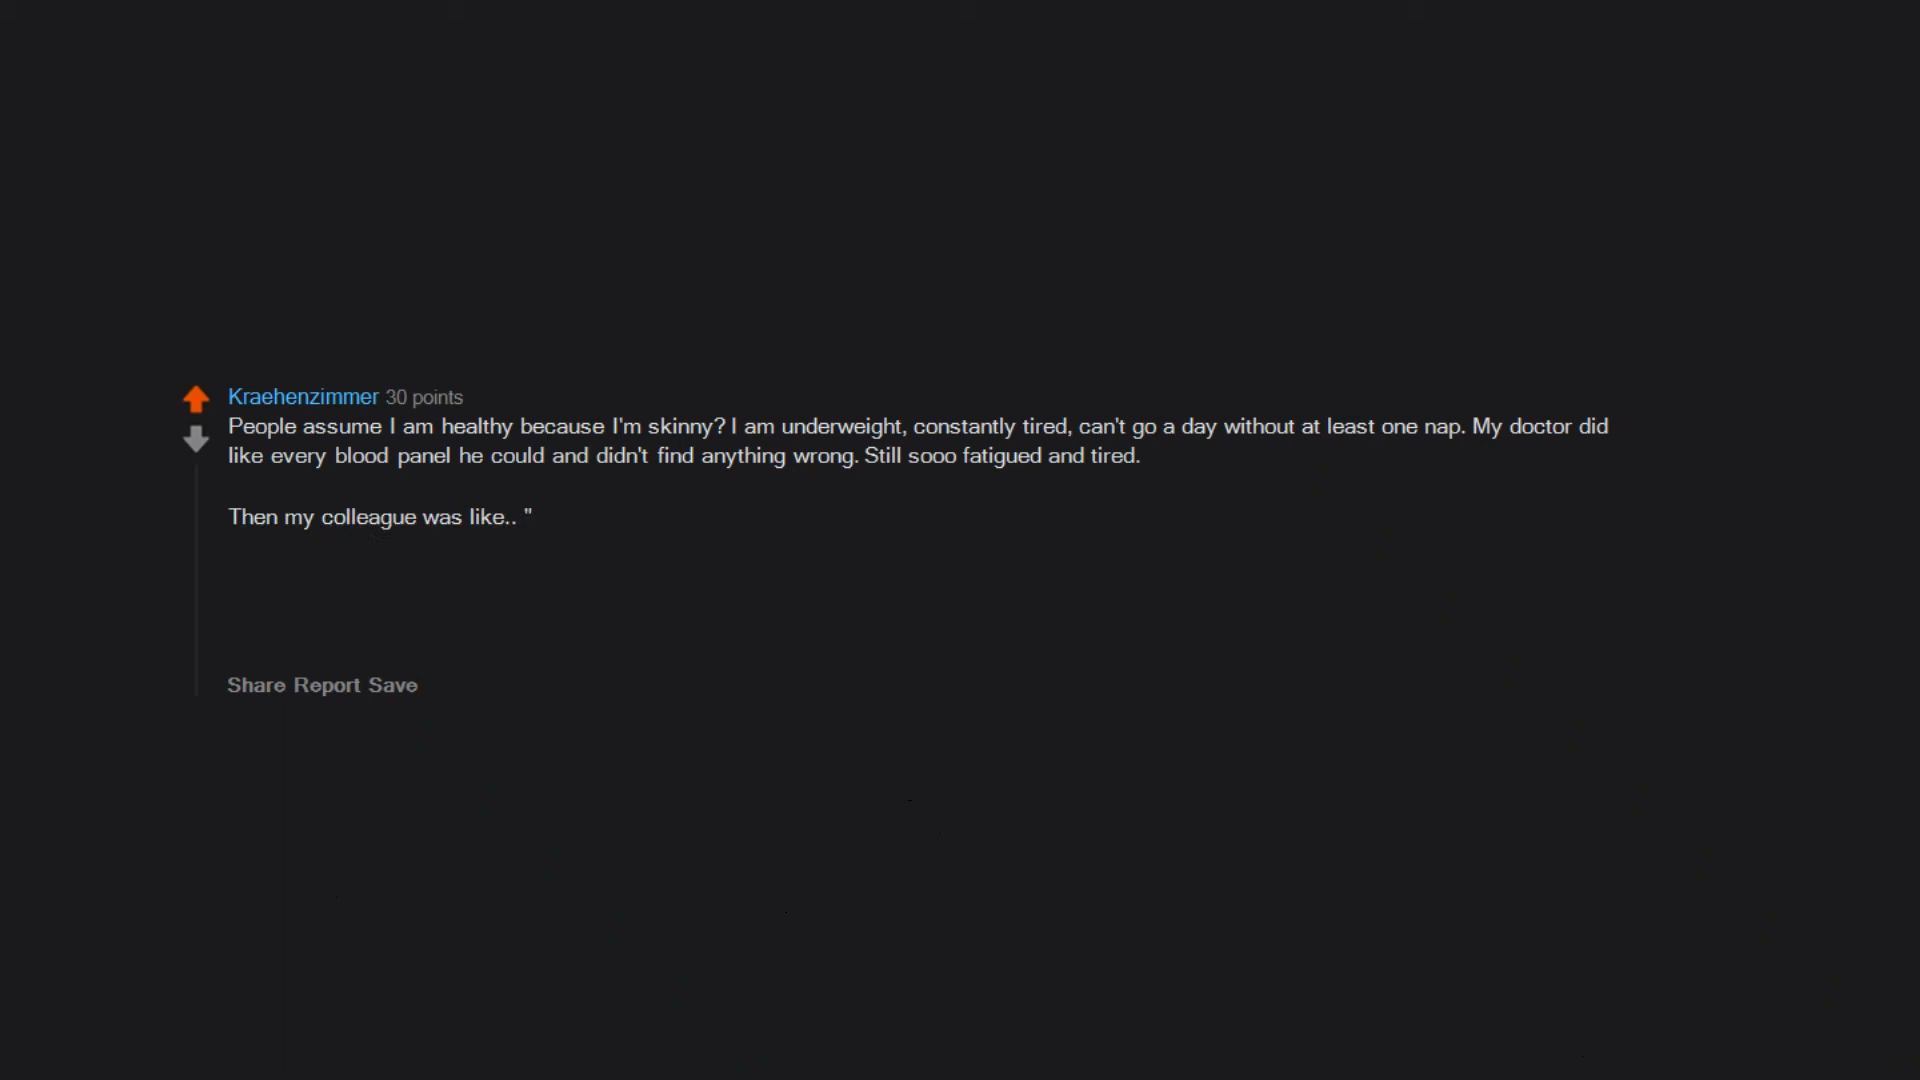 Kraehenzimmer 30 points
People assume I am healthy because I'm skinny? I am underweight, constantly tired, can't go a day without at least one nap. My doctor did
like every blood panel he could and didn't find anything wrong. Still sooo fatigued and tired.
Then my colleague was like.. "
Share Report Save